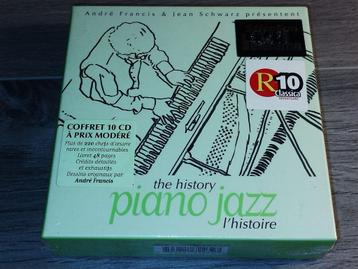 André Francis & Jean Schwarz présentent
R10
Classica
COFFRET 10 CD
À PRIX MODÉRÉ
Plus de 220 chefs d'œuvre
rares et incontournables
Livret 48 pages
Crédits détaillés
et exhaustifs
Dessins originaux par
André Francis
the history
piano jazz
l'histoire